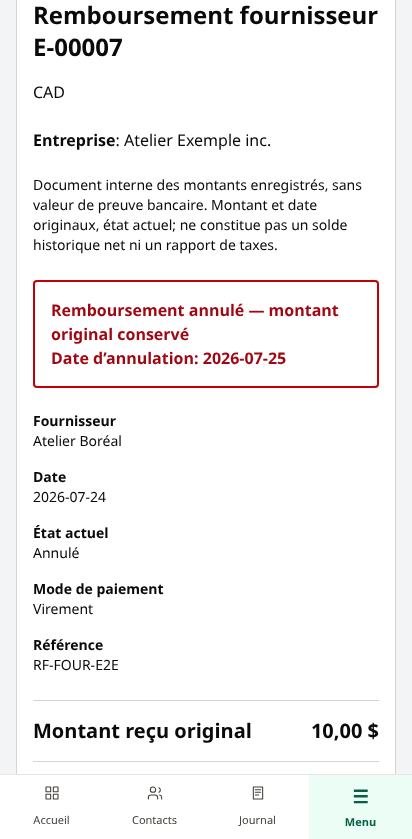 Remboursement fournisseur
E-00007
CAD
Entreprise: Atelier Exemple inc.
Document interne des montants enregistrés, sans
valeur de preuve bancaire. Montant et date
originaux, état actuel; ne constitue pas un solde
historique net ni un rapport de taxes.
Remboursement annulé — montant
original conservé
Date d’annulation: 2026-07-25
Fournisseur
Atelier Boréal
Date
2026-07-24
État actuel
Annulé
Mode de paiement
Virement
Référence
RF-FOUR-E2E
Montant reçu original 10,00 $
Accueil Contacts Journal Menu